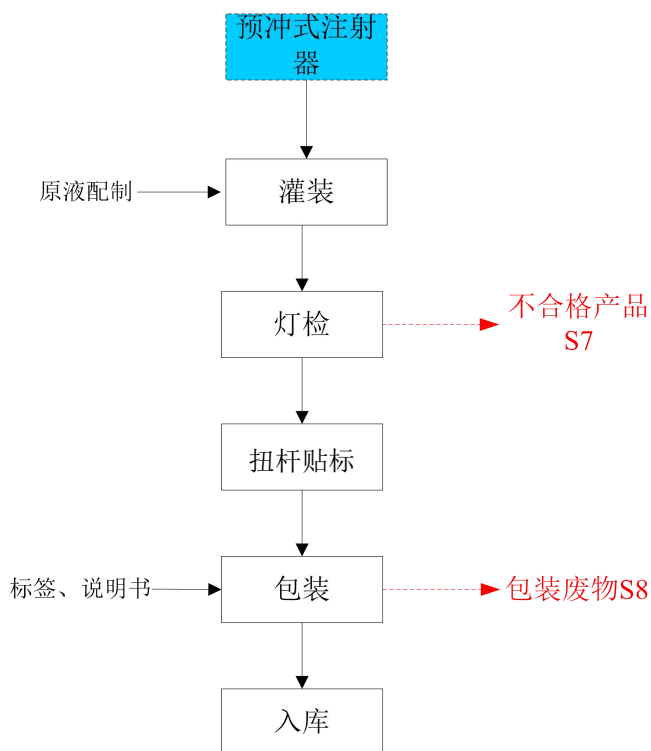 预冲式注射
器
原液配制
灌装
灯检
不合格产品
S7
扭杆贴标
标签、说明书
包装
包装废物S8
入库